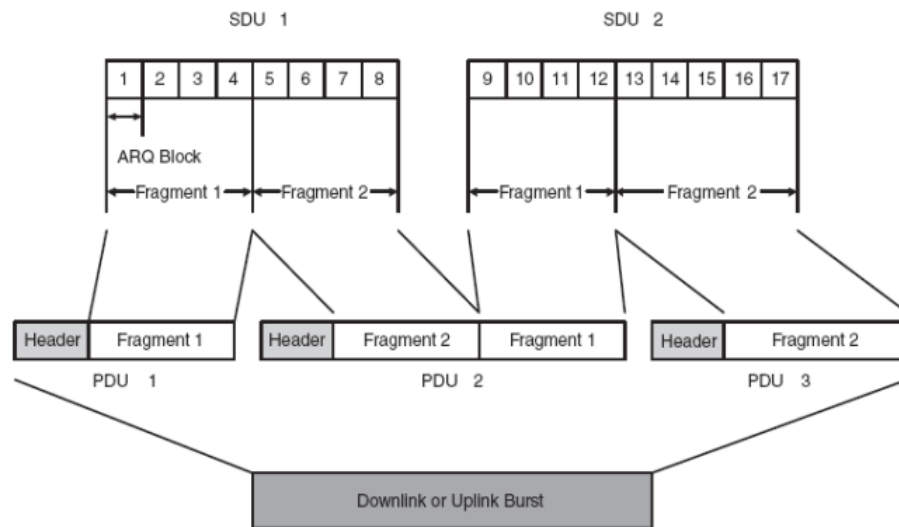 SDU 1 SDU 2
1 2 3 4 5 6 7 8 9 10 11 12 13 14 15 16 17
ARQ Block
Fragment 1 Fragment 2 Fragment 1 Fragment 2
Header Fragment 1 Header Fragment 2 Fragment 1 Header Fragment 2
PDU 1 PDU 2 PDU 3
Downlink or Uplink Burst